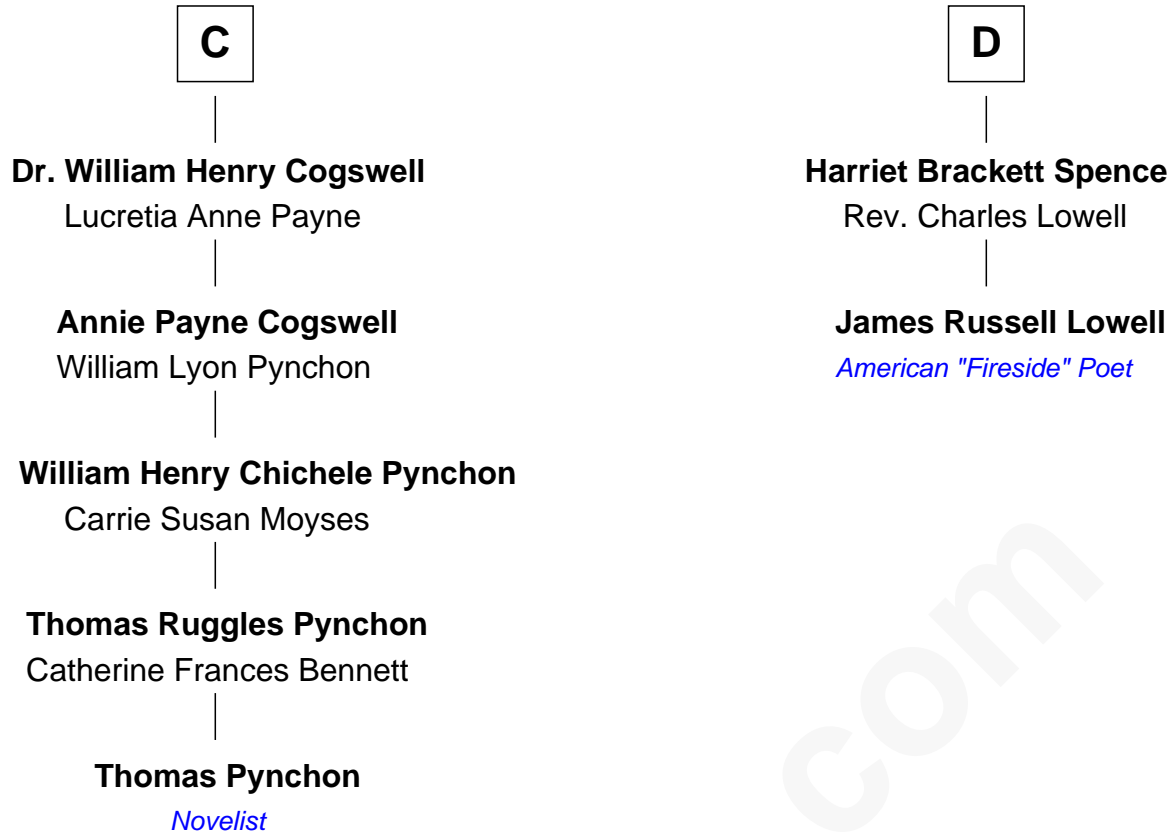 C
Dr. William Henry Cogswell
Lucretia Anne Payne
Annie Payne Cogswell
William Lyon Pynchon
William Henry Chichele Pynchon
Carrie Susan Moyses
Thomas Ruggles Pynchon
Catherine Frances Bennett
Thomas Pynchon
Novelist
D
Harriet Brackett Spence
Rev. Charles Lowell
James Russell Lowell
American "Fireside" Poet
com